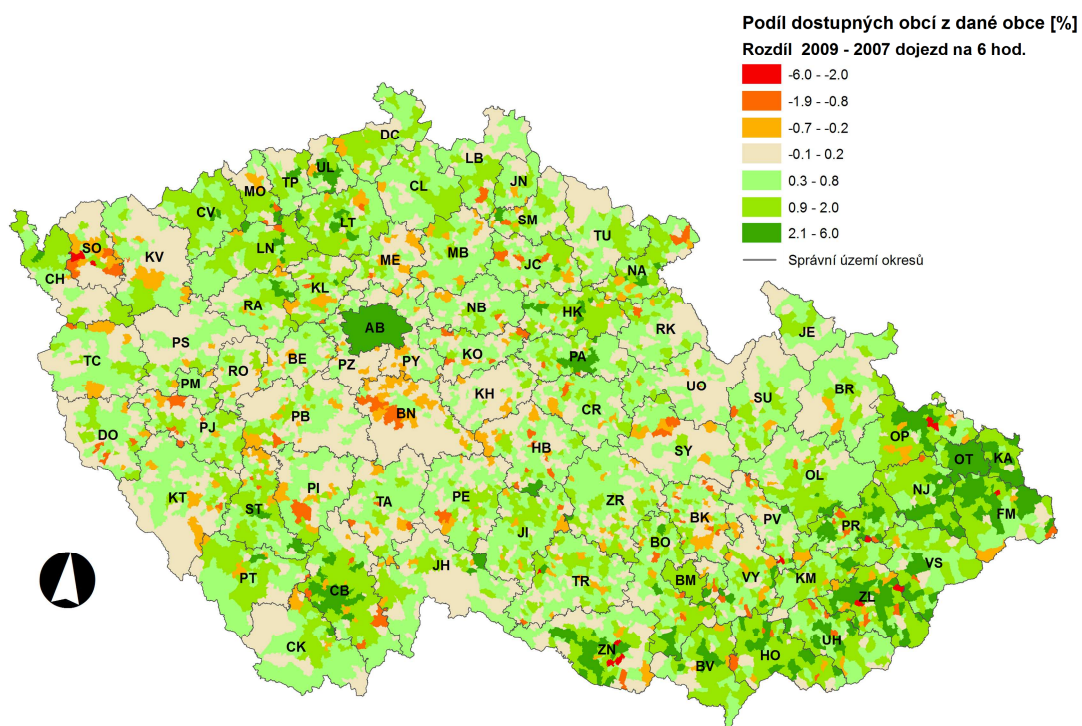 Podíl dostupných obcí z dané obce [%]
Rozdíl 2009 - 2007 dojezd na 6 hod.
-6.0 - -2.0
-1.9 - -0.8
-0.7 - -0.2
-0.1 - 0.2
0.3 - 0.8
0.9 - 2.0
2.1 - 6.0
Správní území okresů
DC
LB
UL
TP
MO
CL
JN
CV
LT
SM
TU
SO
LN
KV
ME
MB
JC
NA
CH
KL
RA
NB
HK
AB
RK
JE
PS
TC
BE
PZ
PY
KO
PA
RO
PM
UO
SU
BR
KH
BN
PB
CR
PJ
DO
OP
HB
SY
OT
KA
OL
NJ
KT
PI
TA
PE
ZR
ST
FM
BK
PV
PR
JI
BO
JH
VS
PT
TR
BM
VY
KM
CB
ZL
CK
ZN
UH
HO
BV